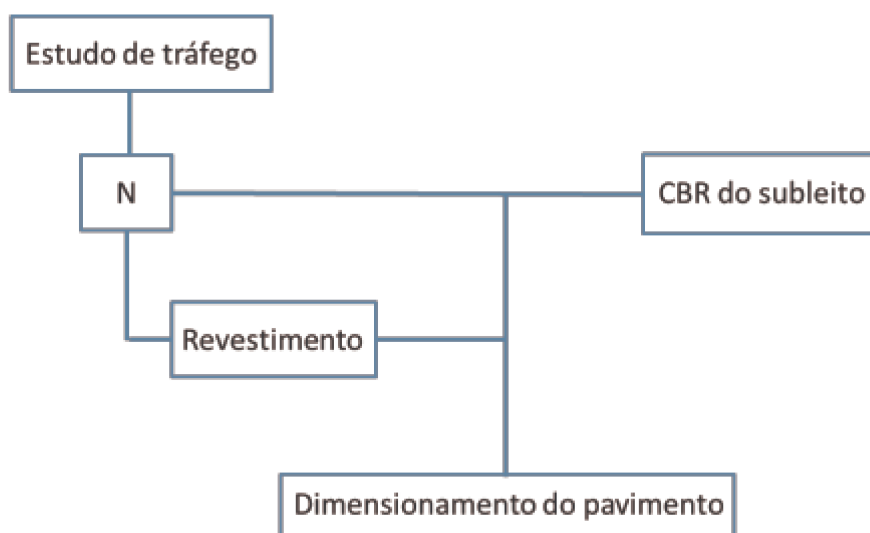 Estudo de tráfego
N
CBR do subleito
Revestimento
Dimensionamento do pavimento